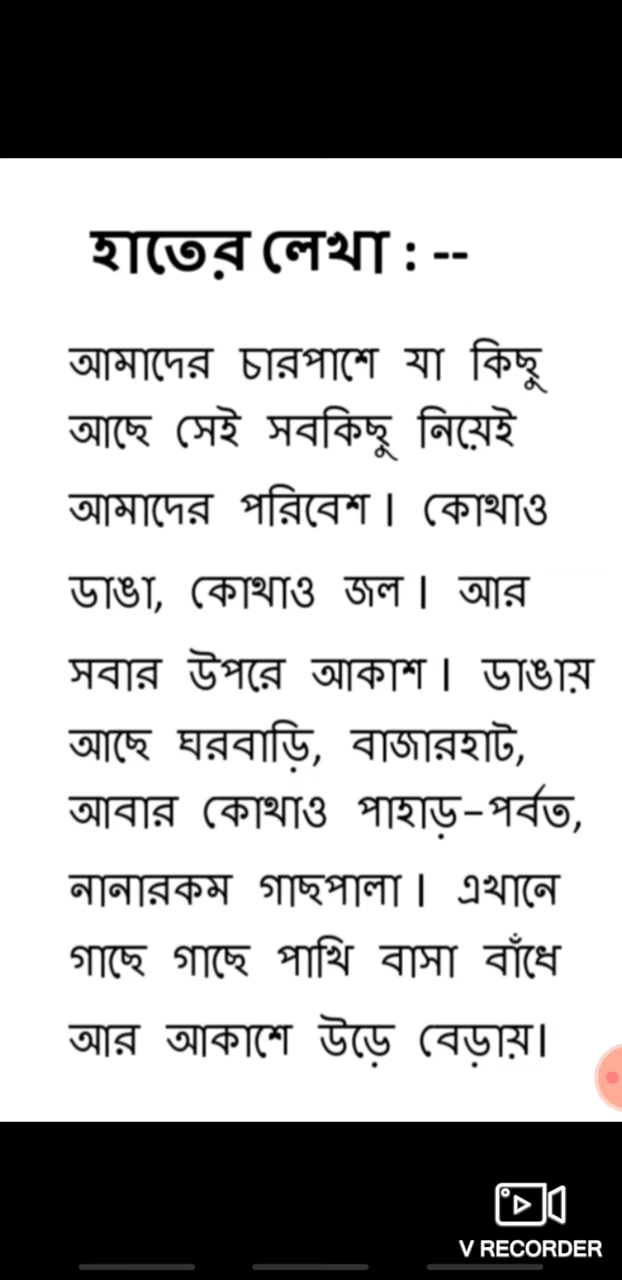 হাতের লেখা : --
আমাদের চারপাশে যা কিছু
আছে সেই সবকিছু নিয়েই
আমাদের পরিবেশ। কোথাও
ডাঙা, কোথাও জল। আর
সবার উপরে আকাশ। ডাঙায়
আছে ঘরবাড়ি, বাজারহাট,
আবার কোথাও পাহাড়-পর্বত,
নানারকম গাছপালা। এখানে
গাছে গাছে পাখি বাসা বাঁধে
আর আকাশে উড়ে বেড়ায়।
V RECORDER